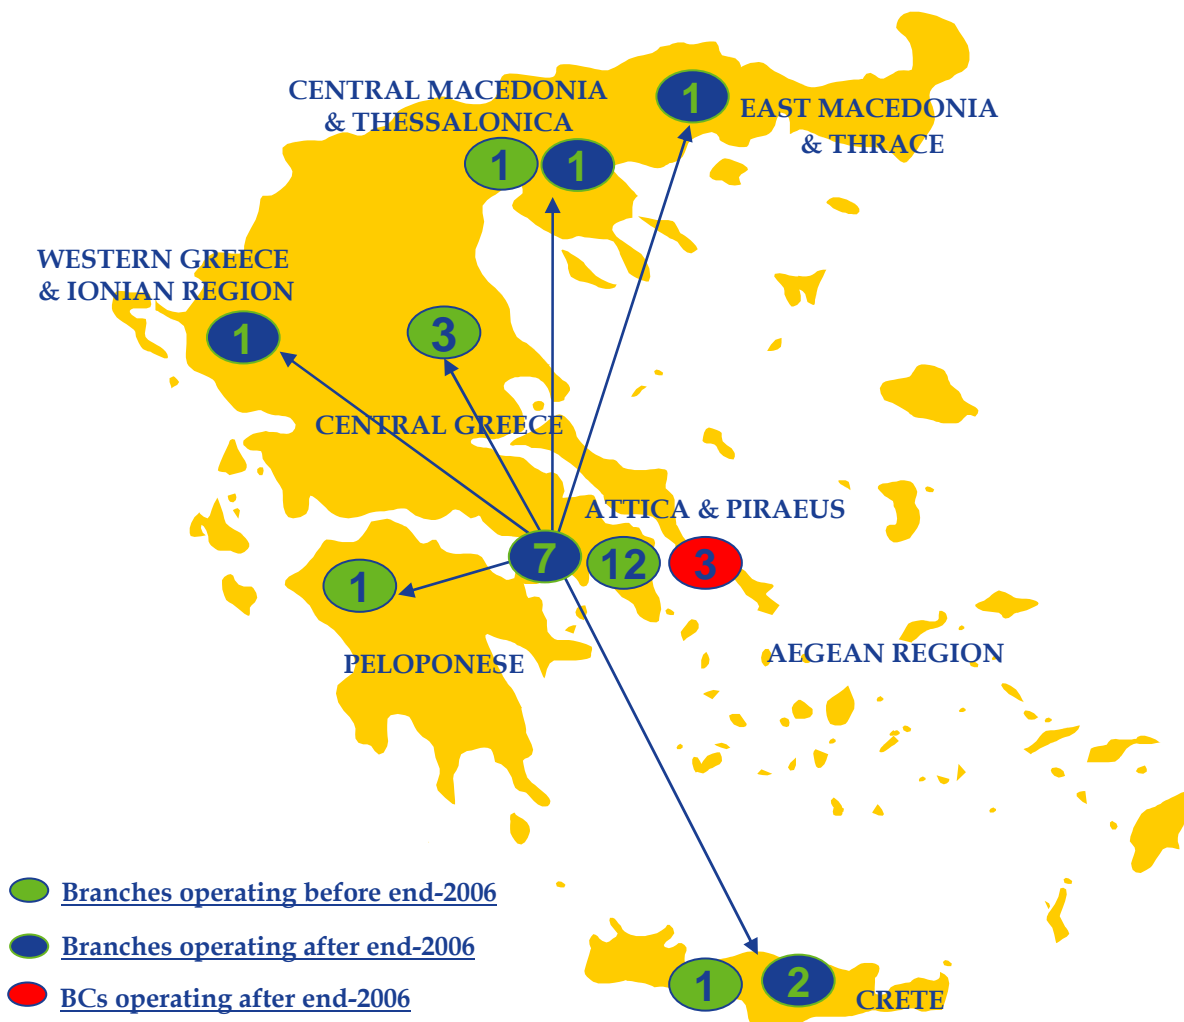 CENTRAL MACEDONIA
& THESSALONICA
1
1
1
EAST MACEDONIA
& THRACE
WESTERN GREECE
& IONIAN REGION
1
3
CENTRAL GREECE
ATTICA & PIRAEUS
7
12
3
1
PELOPONESE
AEGEAN REGION
Branches operating before end-2006
Branches operating after end-2006
BCs operating after end-2006
1
2
CRETE